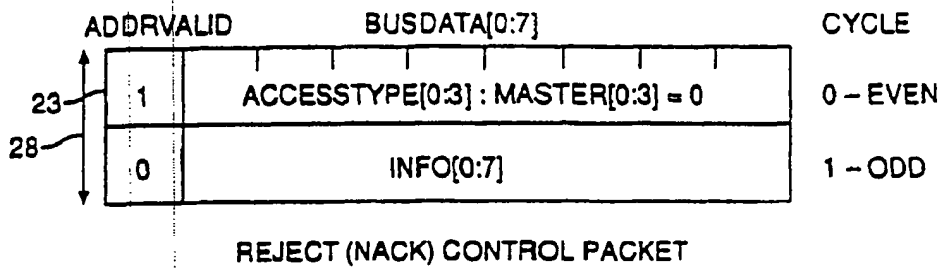 ADDRVALID BUSDATA[0:7] CYCLE
23 1 ACCESSTYPE[0:3] : MASTER[0:3] = 0 0 – EVEN
28 0 INFO[0:7] 1 – ODD
REJECT (NACK) CONTROL PACKET